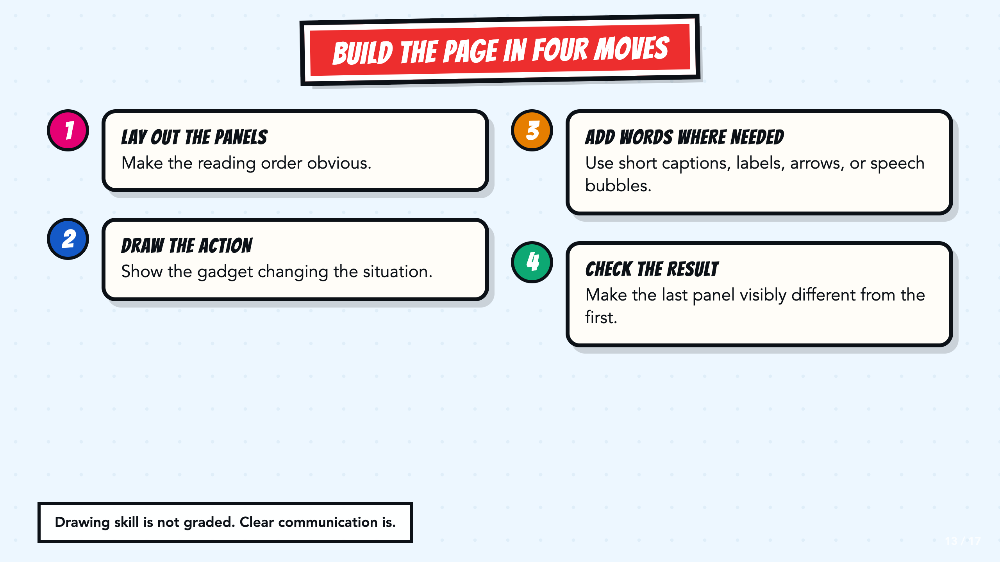 BUILD THE PAGE IN FOUR MOVES
1
LAY OUT THE PANELS
Make the reading order obvious.
2
DRAW THE ACTION
Show the gadget changing the situation.
3
ADD WORDS WHERE NEEDED
Use short captions, labels, arrows, or speech
bubbles.
4
CHECK THE RESULT
Make the last panel visibly different from the
first.
Drawing skill is not graded. Clear communication is.
13 / 17